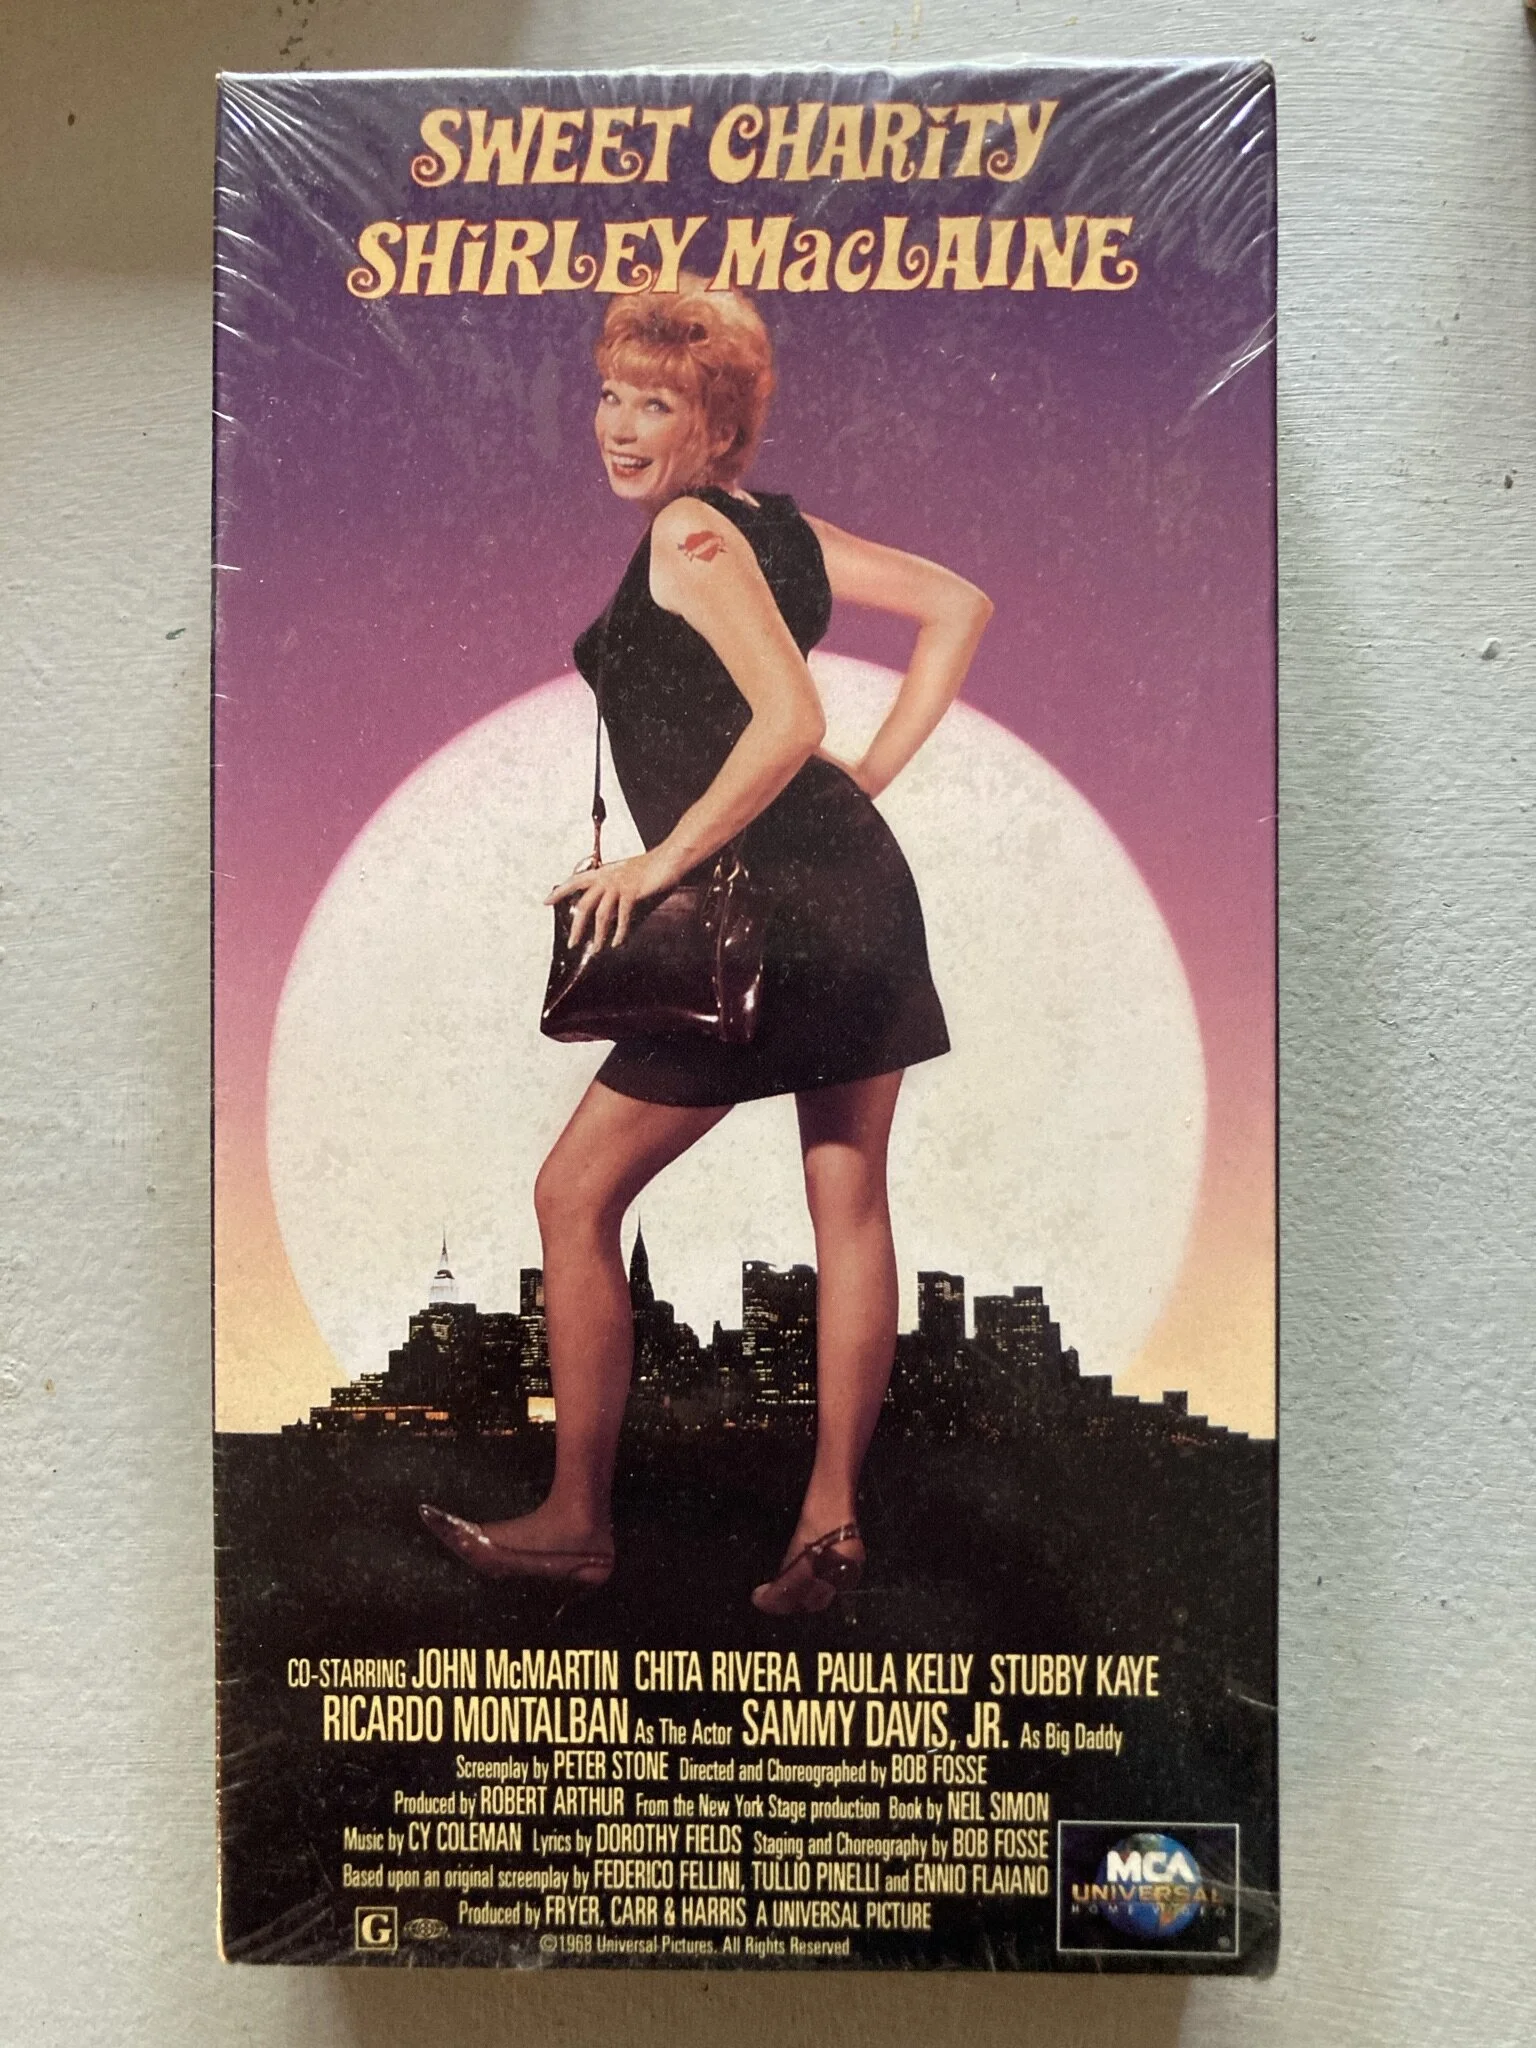 SWEET CHARiTY
SHiRLEY MacLAINE
CO-STARRING JOHN McMARTIN CHITA RIVERA PAULA KELLY STUBBY KAYE
RICARDO MONTALBAN As The Actor SAMMY DAVIS, JR. As Big Daddy
Screenplay by PETER STONE Directed and Choreographed by BOB FOSSE
Produced by ROBERT ARTHUR From the New York Stage production Book by NEIL SIMON
Music by CY COLEMAN Lyrics by DOROTHY FIELDS Staging and Choreography by BOB FOSSE
Based upon an original screenplay by FEDERICO FELLINI, TULLIO PINELLI and ENNIO FLAIANO
Produced by FRYER, CARR & HARRIS A UNIVERSAL PICTURE
G
©1968 Universal Pictures. All Rights Reserved
MCA
UNIVERSAL
HOME VIDEO
®